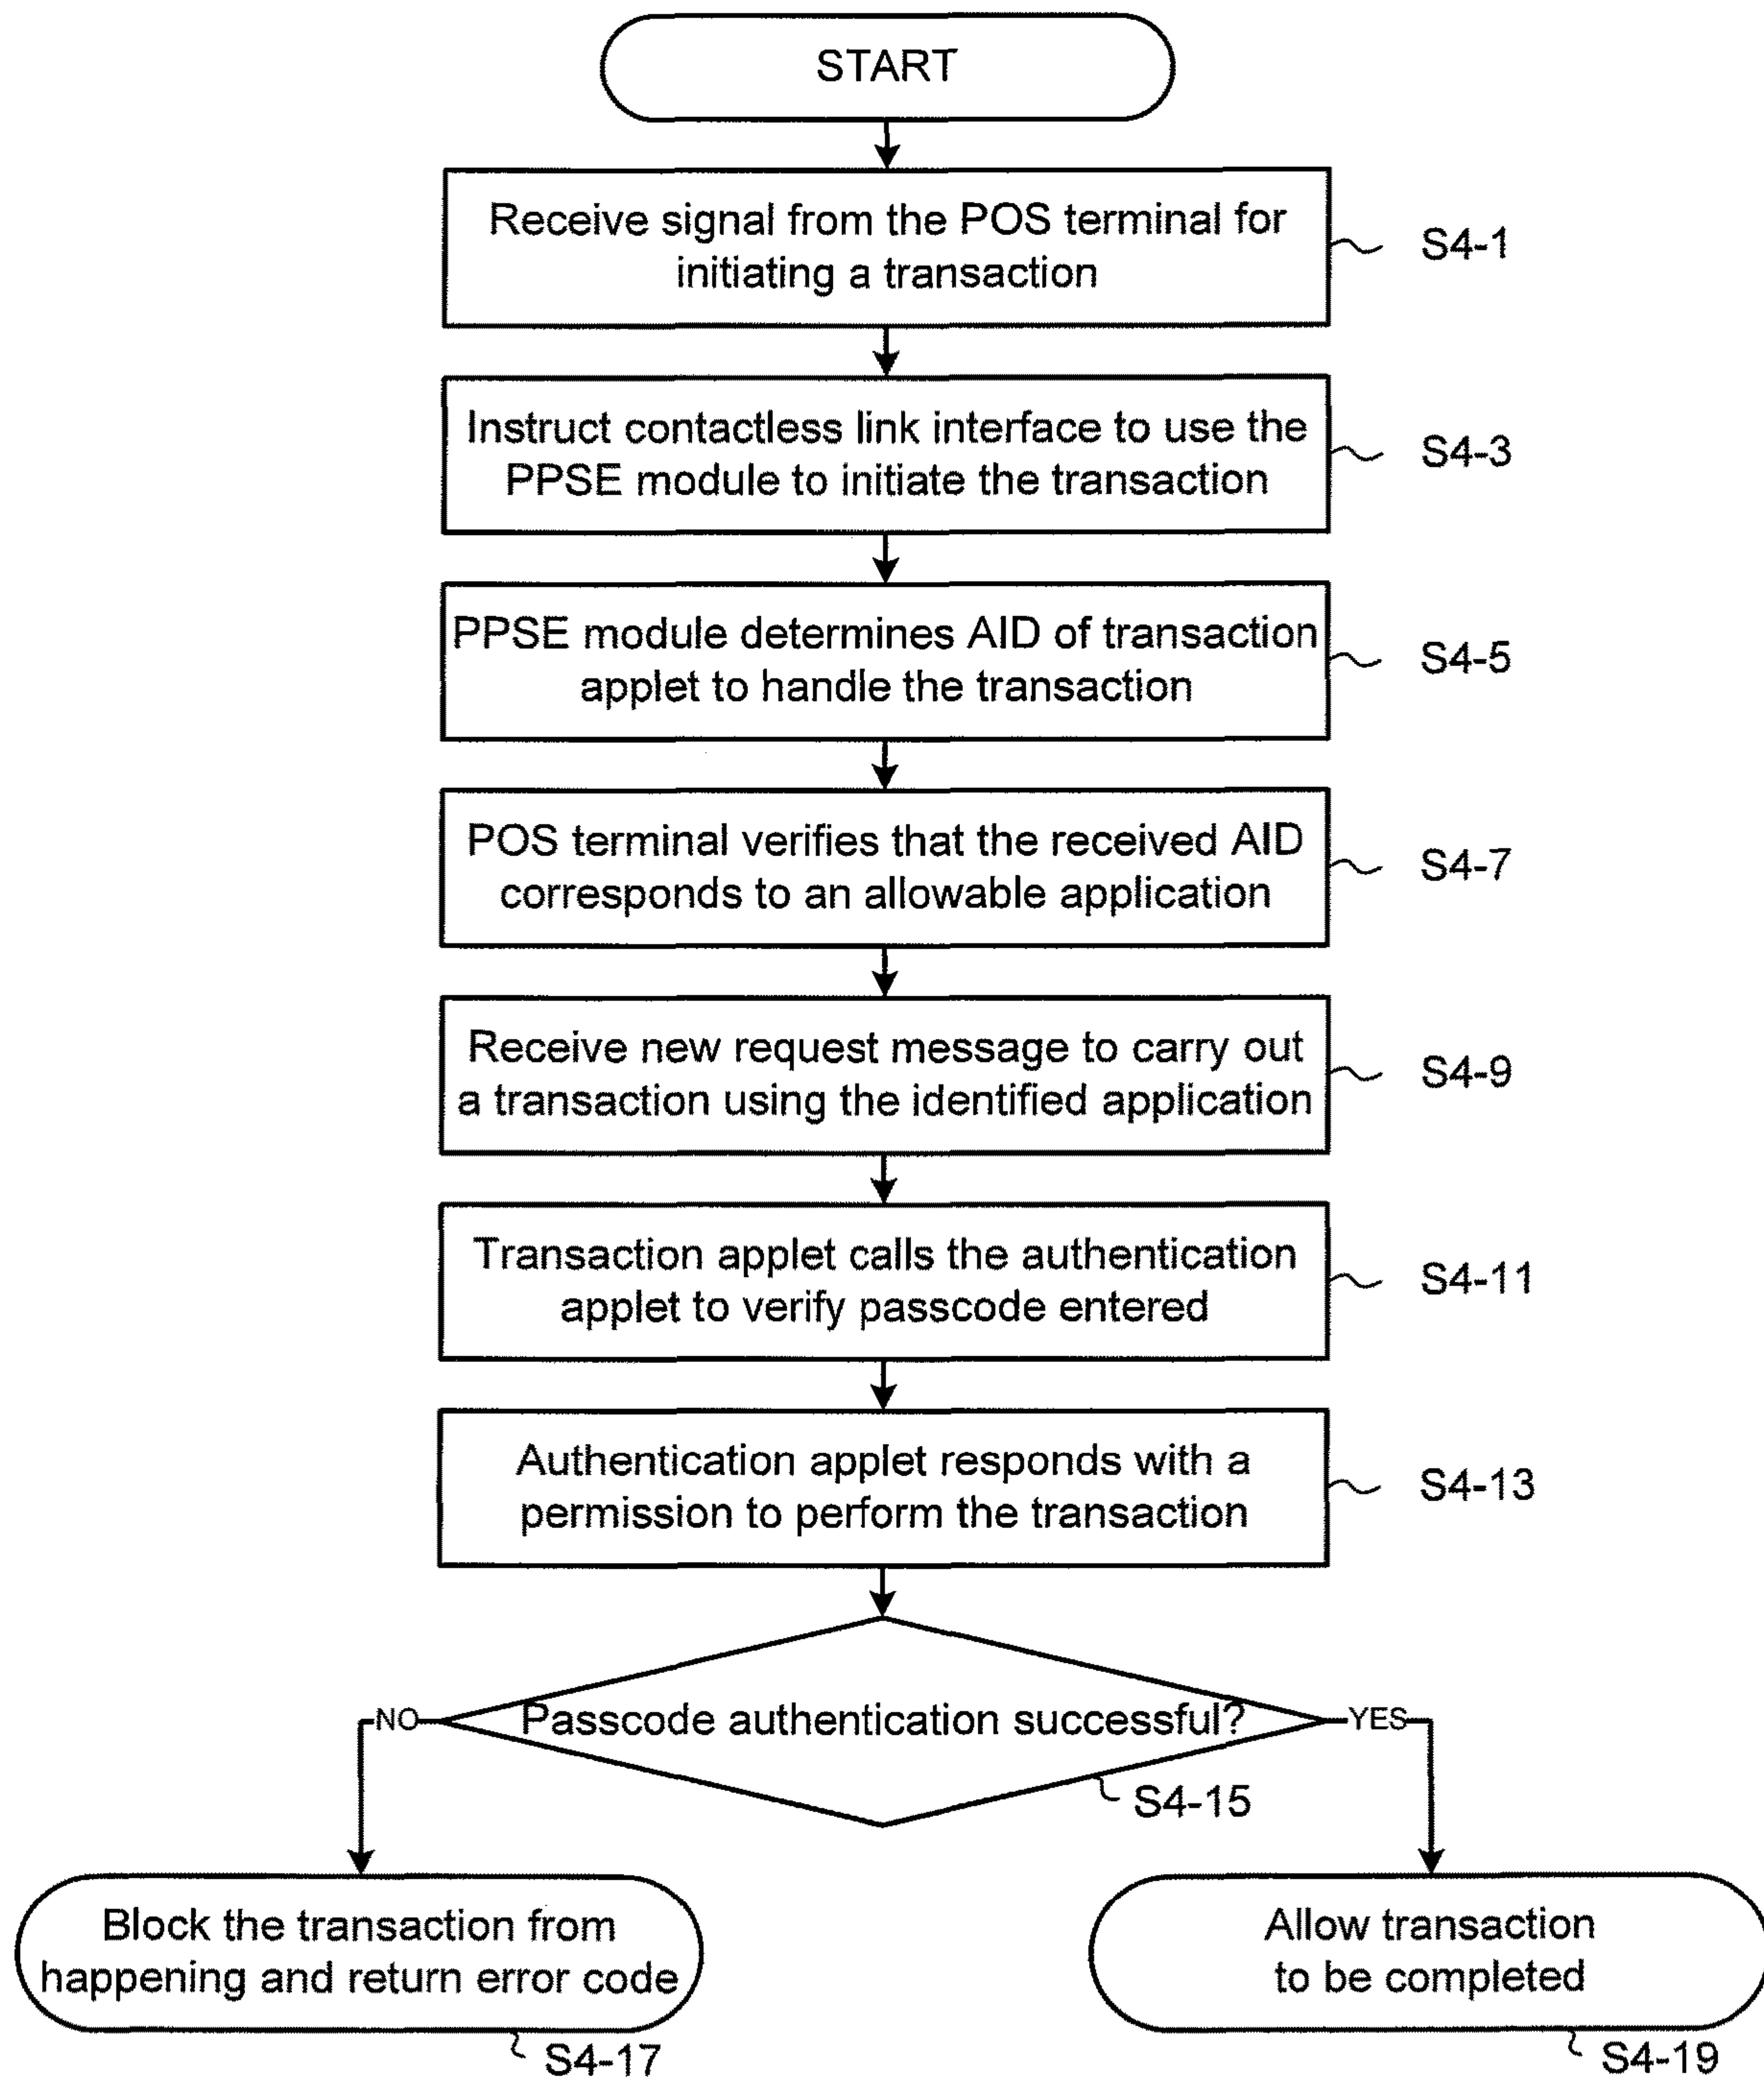 START
Receive signal from the POS terminal for
initiating a transaction
S4-1
Instruct contactless link interface to use the
PPSE module to initiate the transaction
S4-3
PPSE module determines AID of transaction
applet to handle the transaction
S4-5
POS terminal verifies that the received AID
corresponds to an allowable application
S4-7
Receive new request message to carry out
a transaction using the identified application
S4-9
Transaction applet calls the authentication
applet to verify passcode entered
S4-11
Authentication applet responds with a
permission to perform the transaction
S4-13
NO
Passcode authentication successful?
YES
S4-15
Block the transaction from
happening and return error code
S4-17
Allow transaction
to be completed
S4-19